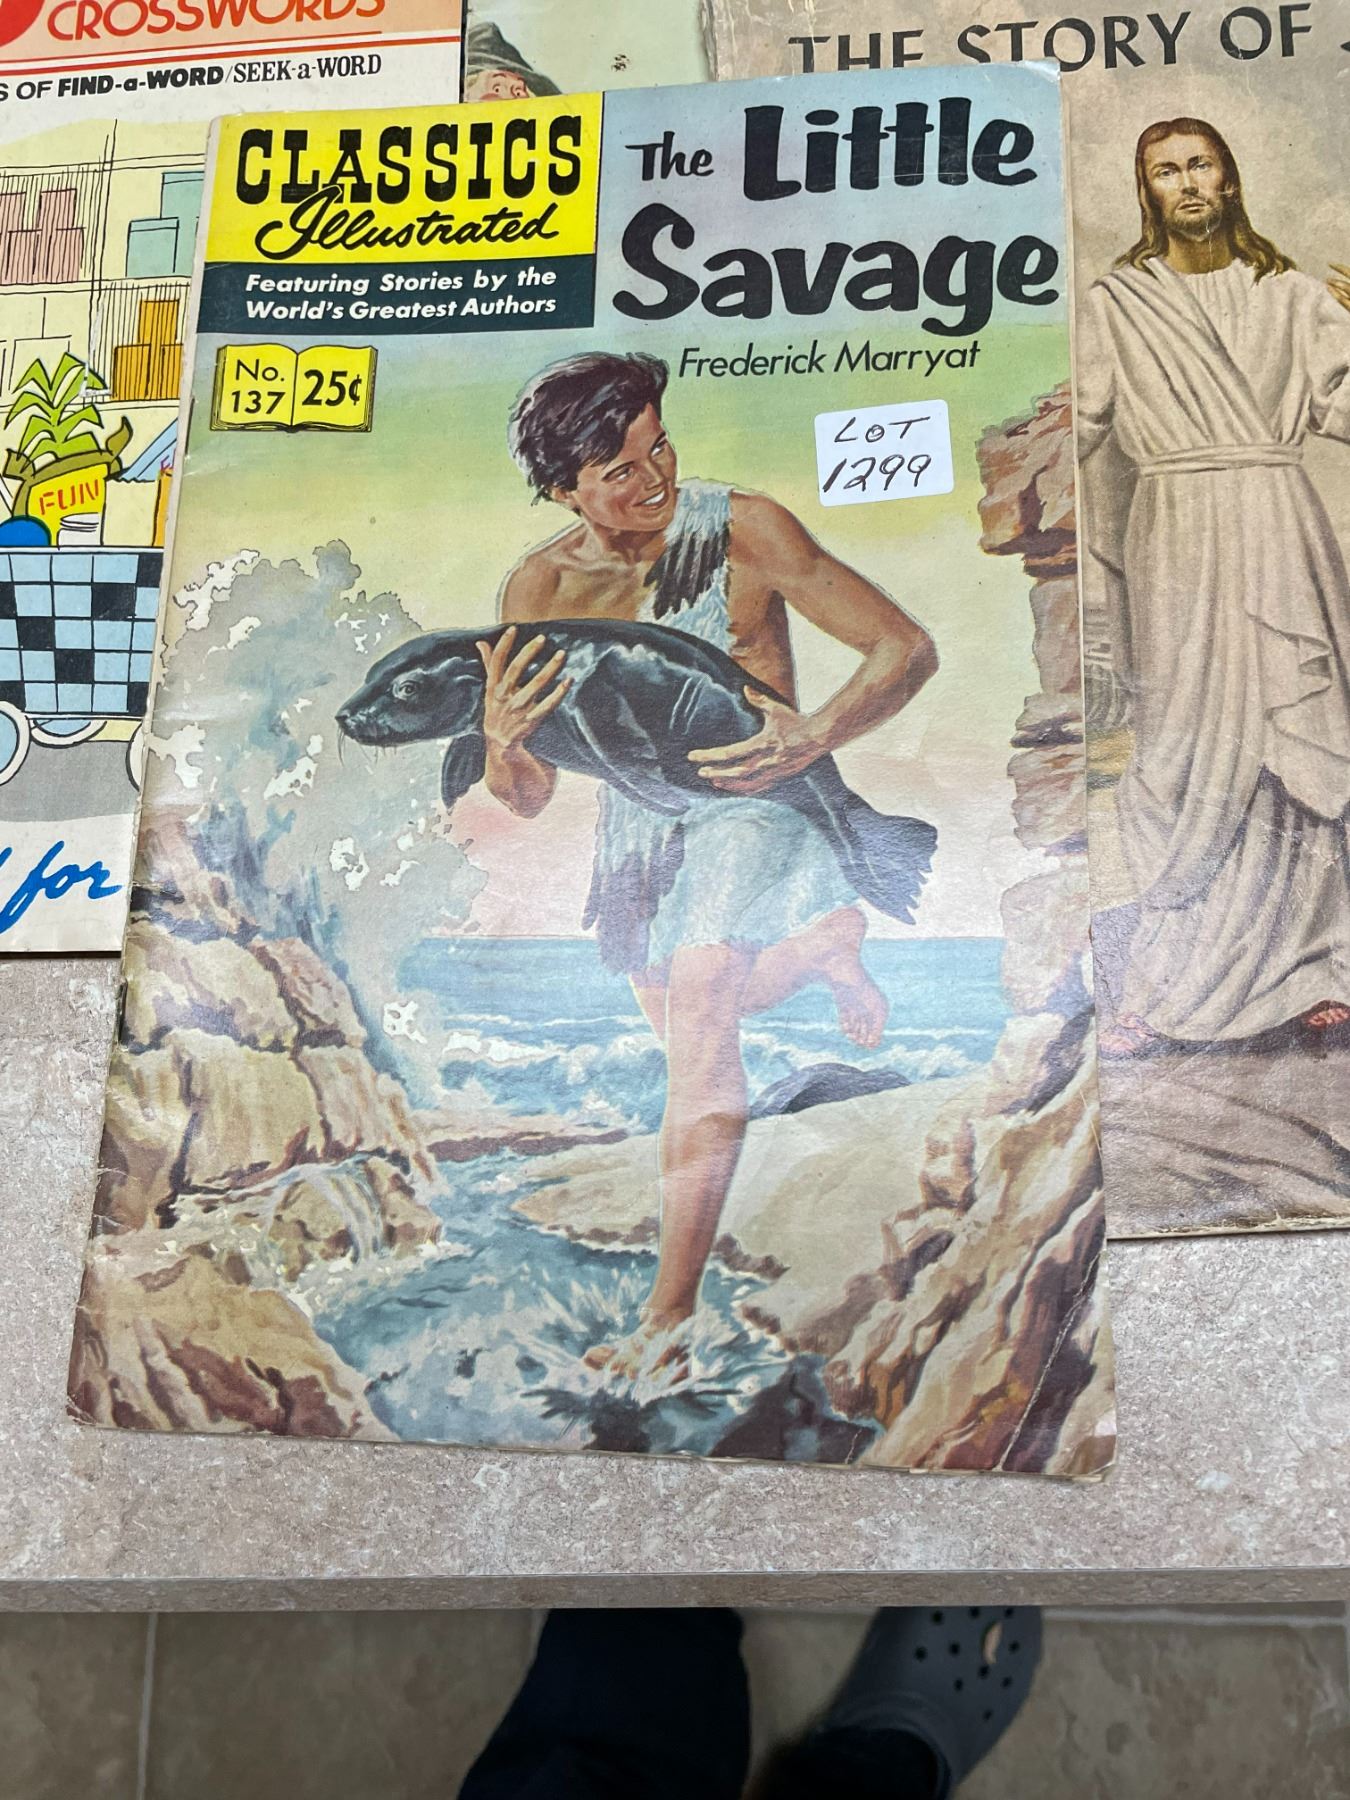 CROSSWORDS
S OF FIND-a-WORD/SEEK-a-WORD
FUN
for
THE STORY OF
CLASSICS
Illustrated
Featuring Stories by the
World's Greatest Authors
The Little
Savage
Frederick Marryat
No.
137
25¢
LOT
1299